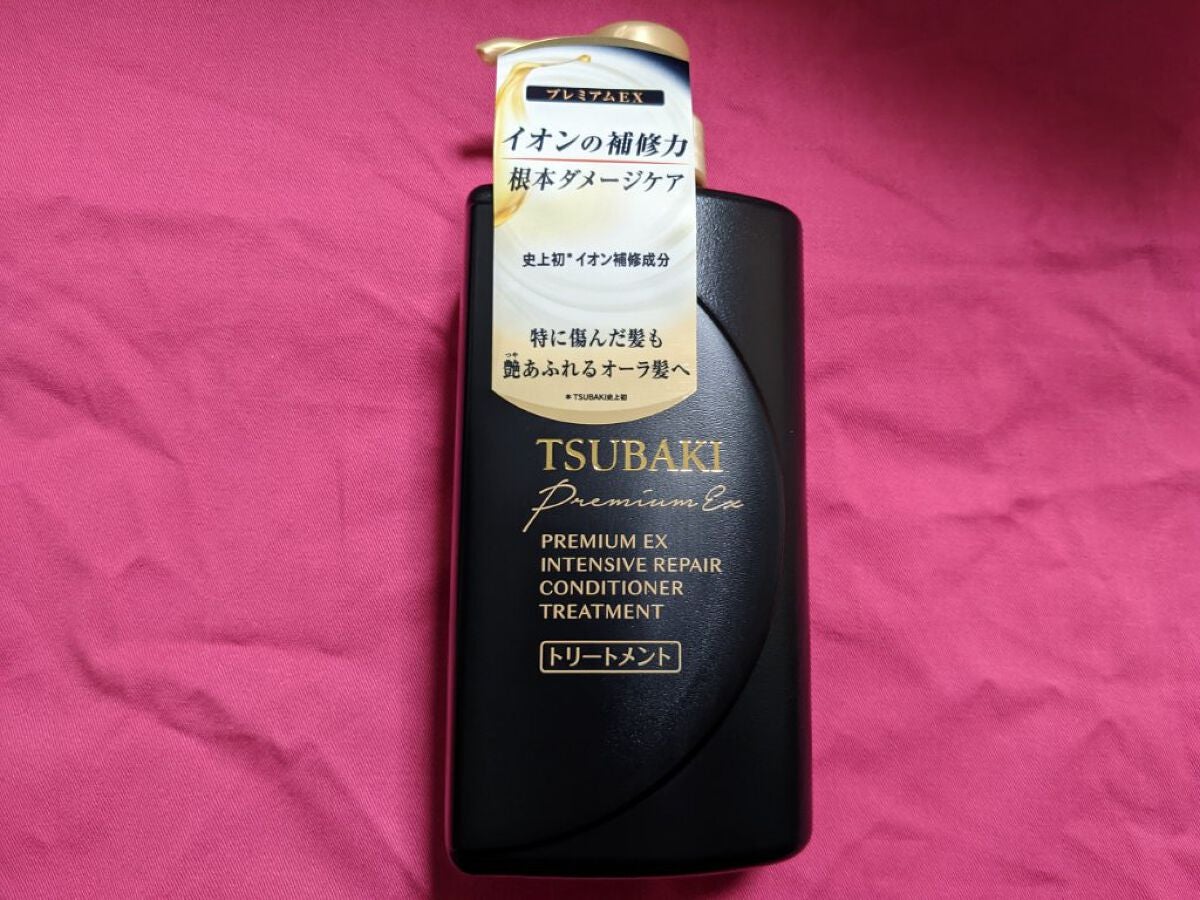 プレミアムEX
イオンの補修力
根本ダメージケア
史上初*イオン補修成分
特に傷んだ髪も
つや
艶あふれるオーラ髪へ
* TSUBAKI史上初
TSUBAKI
Premium Ex
PREMIUM EX
INTENSIVE REPAIR
CONDITIONER
TREATMENT
トリートメント